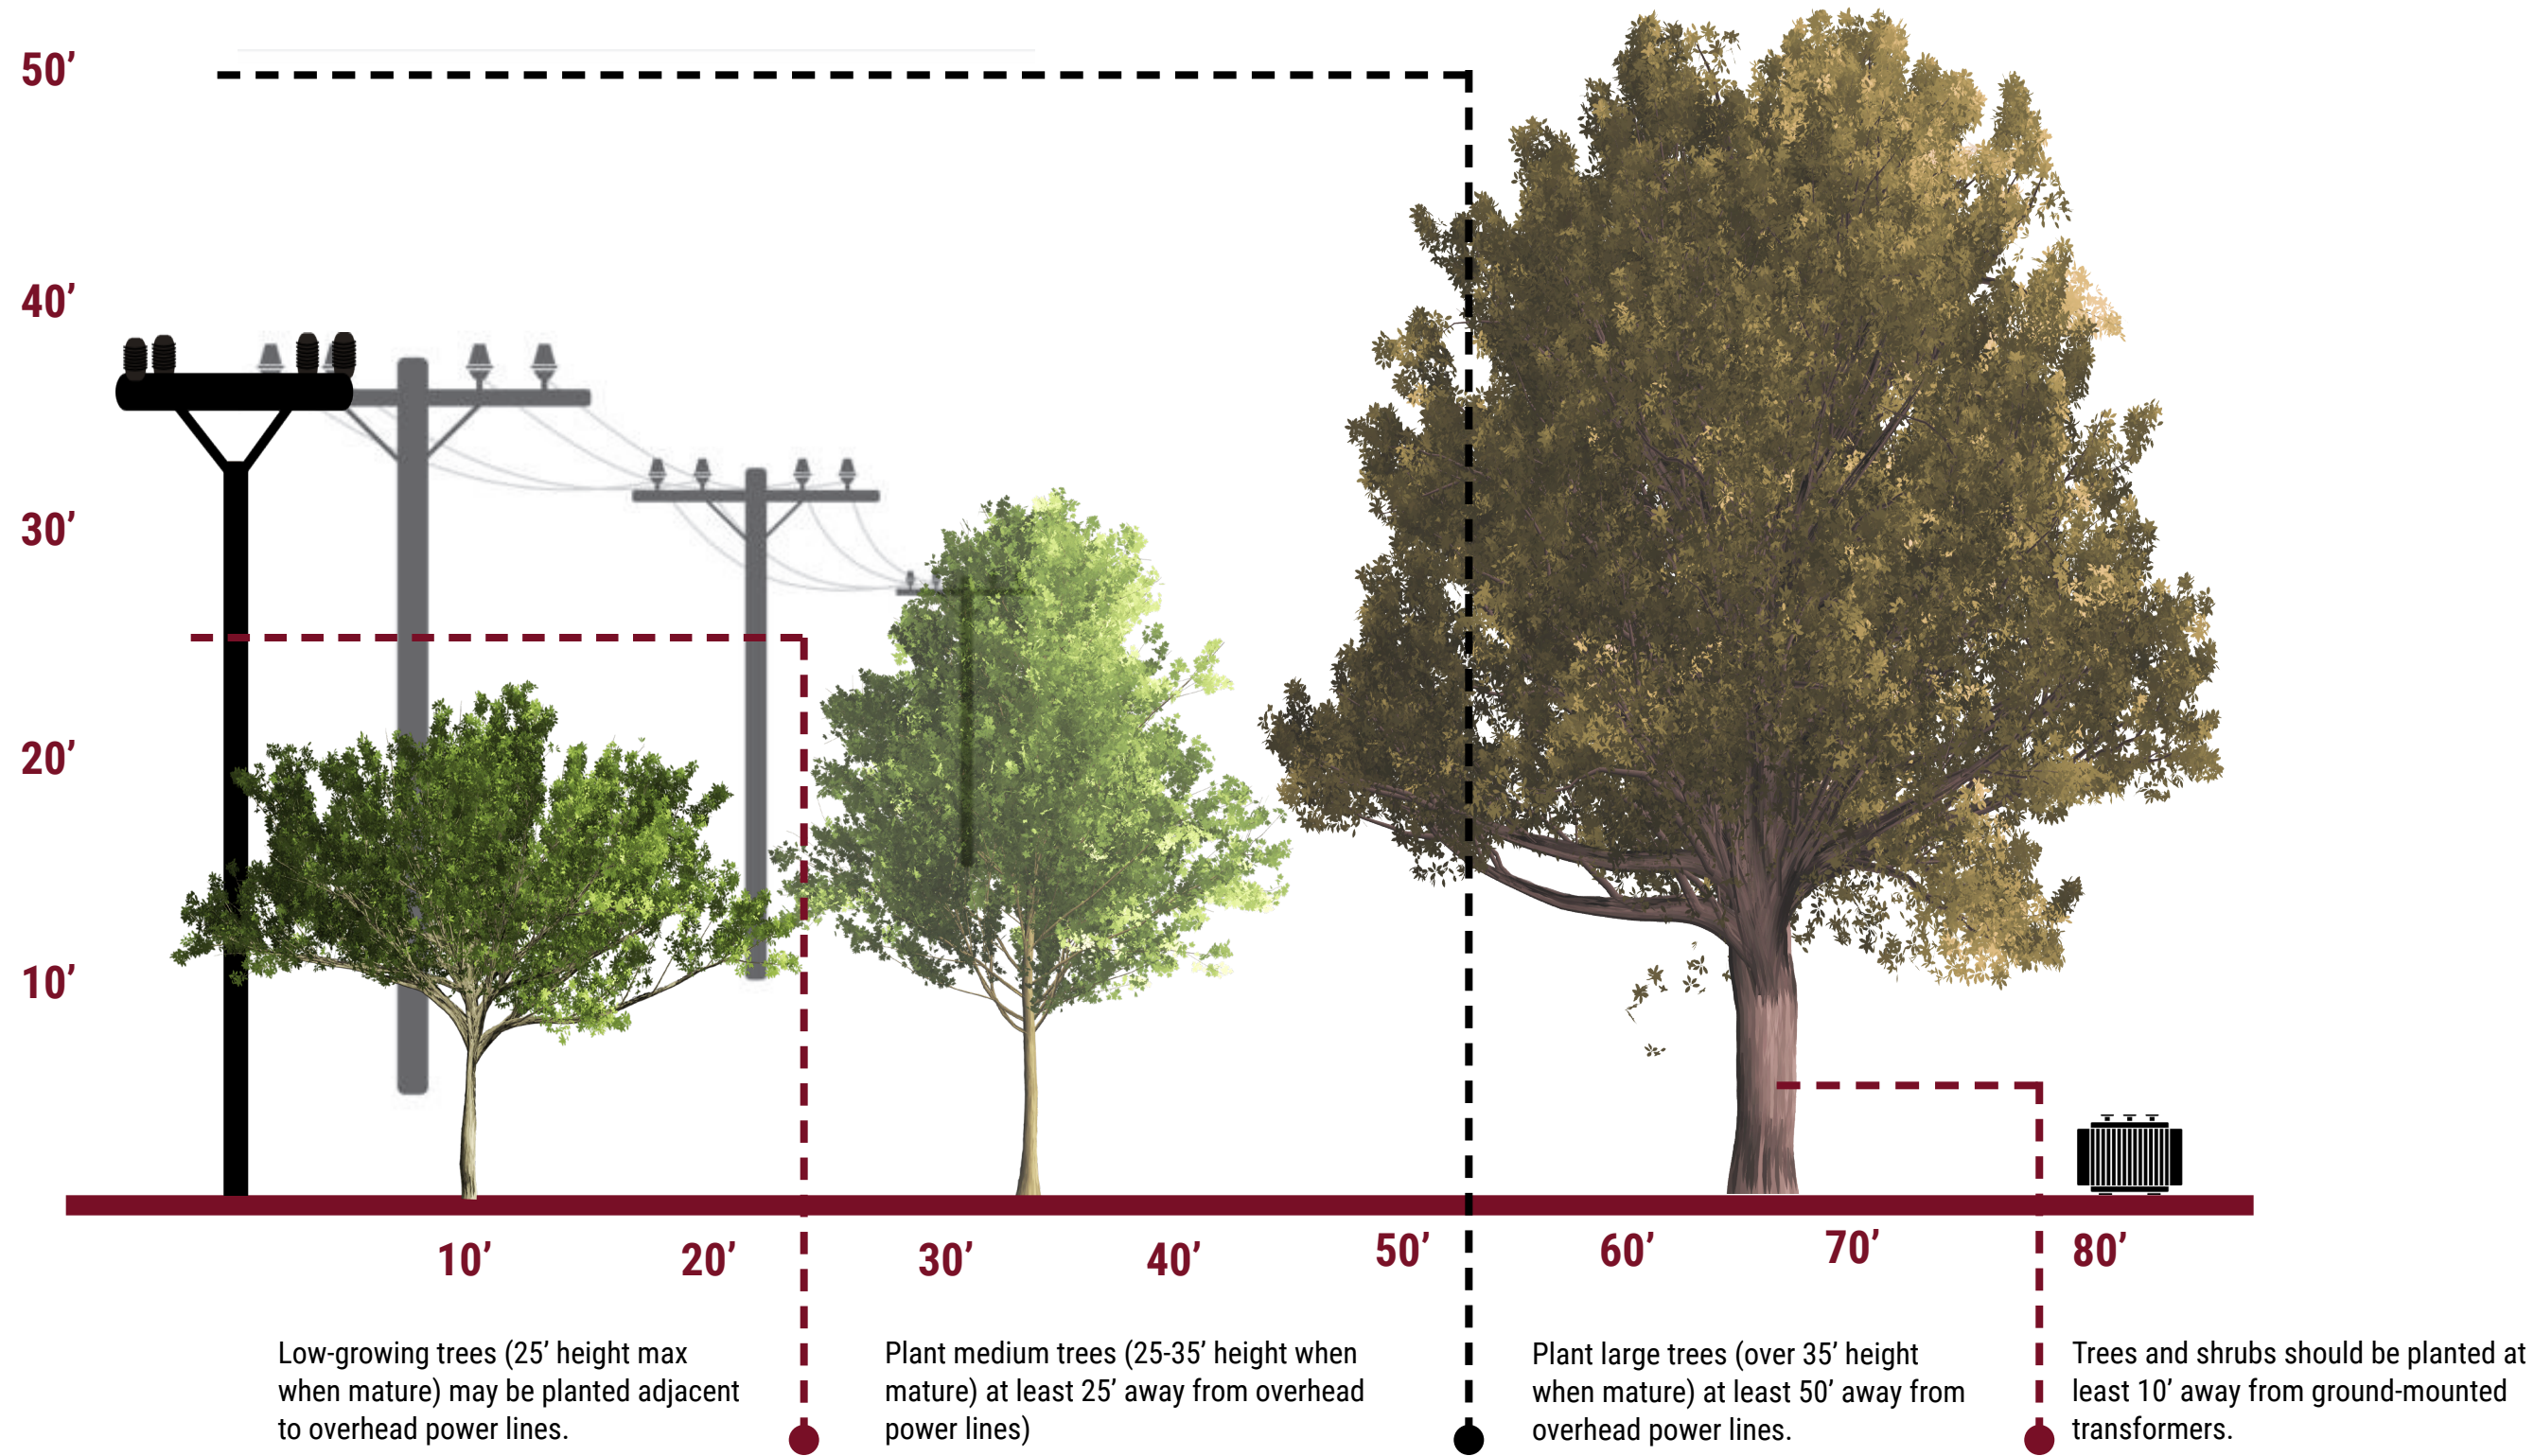 50’
40’
30’
20’
10’
10’
20’
30’
40’
50’
60’
70’
80’
Low-growing trees (25’ height max
when mature) may be planted adjacent
to overhead power lines.
Plant medium trees (25-35’ height when
mature) at least 25’ away from overhead
power lines)
Plant large trees (over 35’ height
when mature) at least 50’ away from
overhead power lines.
Trees and shrubs should be planted at
least 10’ away from ground-mounted
transformers.